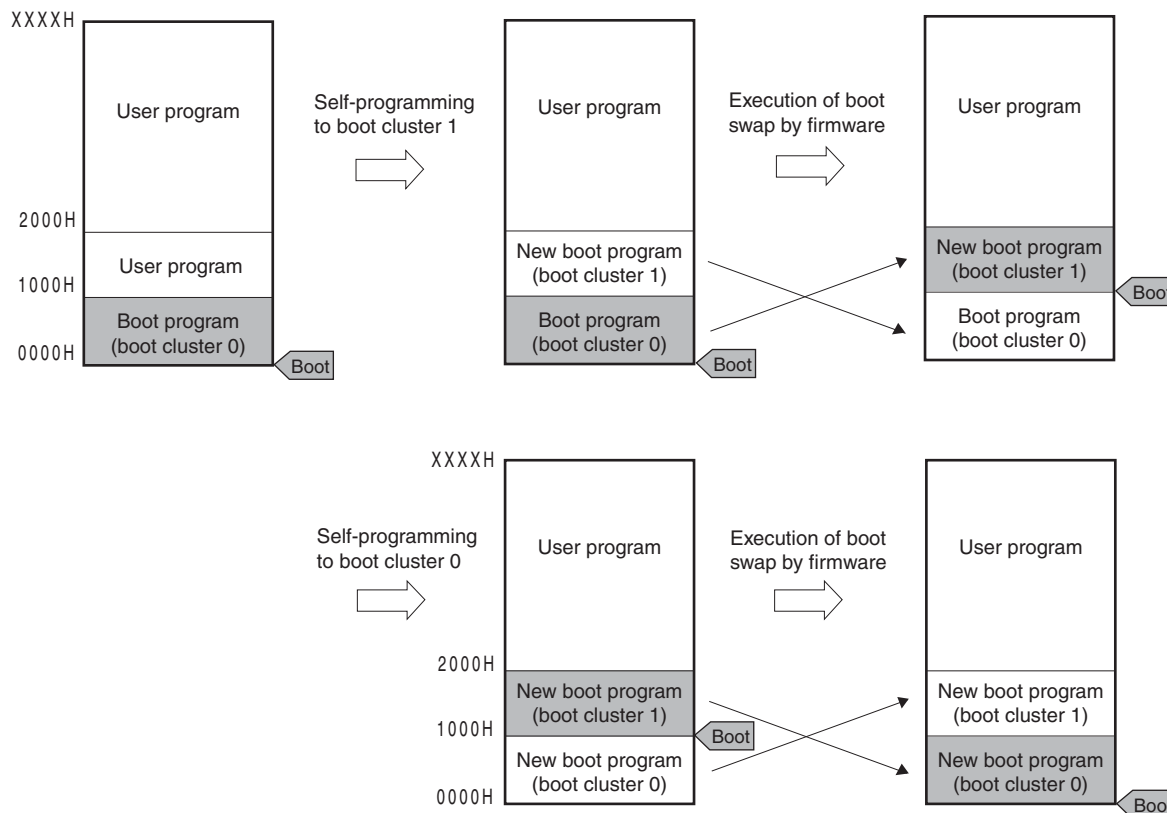 XXXXH
User program
2000H
User program
1000H
Boot program
(boot cluster 0)
0000H
Boot
Self-programming
to boot cluster 1
User program
New boot program
(boot cluster 1)
Boot program
(boot cluster 0)
Boot
Execution of boot
swap by firmware
User program
New boot program
(boot cluster 1)
Boot
Boot program
(boot cluster 0)
Self-programming
to boot cluster 0
XXXXH
User program
2000H
New boot program
(boot cluster 1)
1000H
Boot
New boot program
(boot cluster 0)
0000H
Execution of boot
swap by firmware
User program
New boot program
(boot cluster 1)
New boot program
(boot cluster 0)
Boot